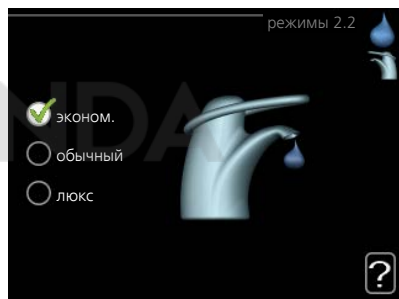 режимы 2.2
эконом.
обычный
люкс
?